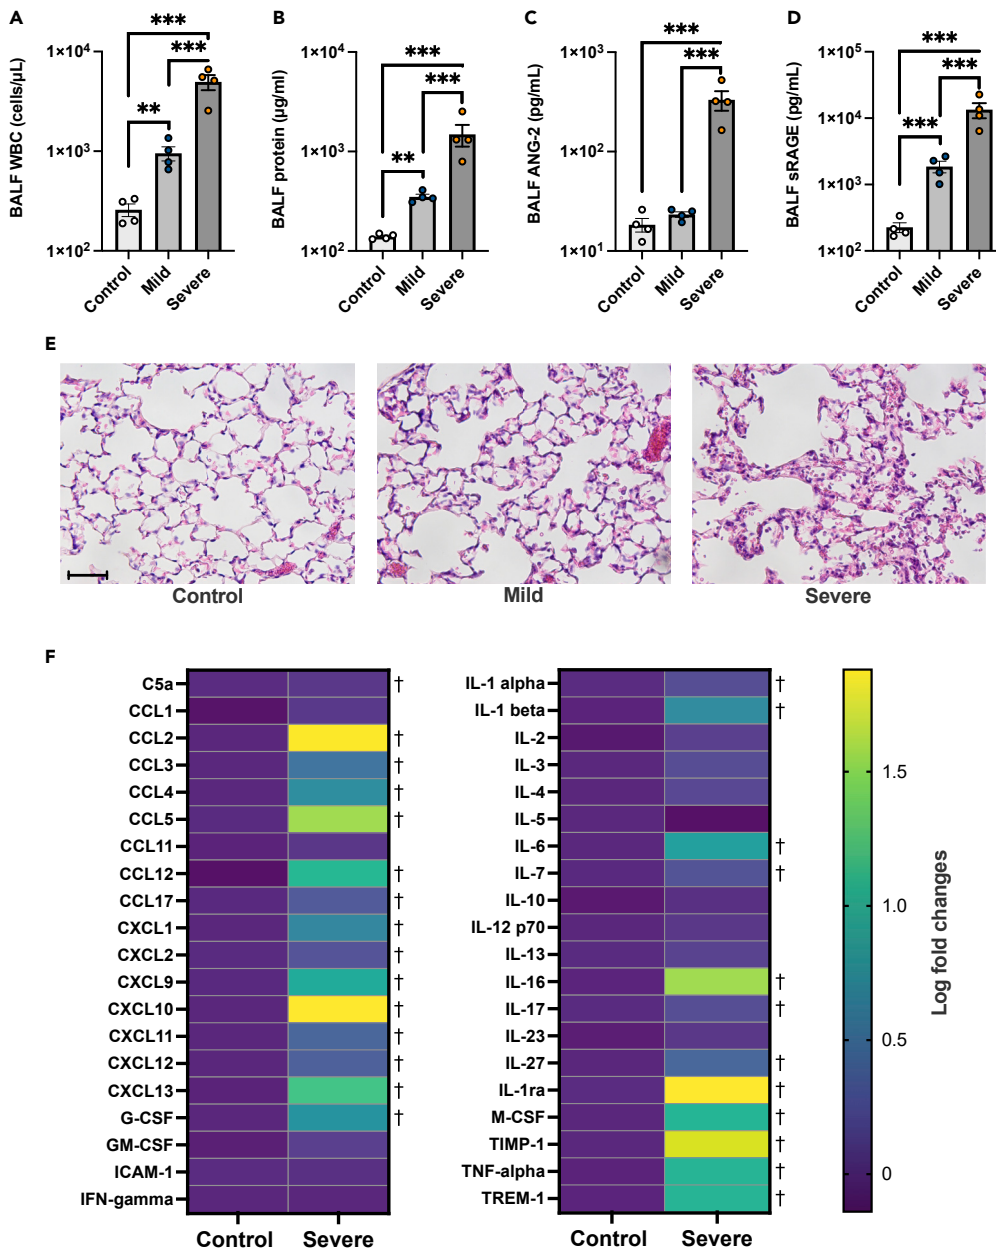 A
BALF WBC (cells/μL)
1×10⁴
1×10³
1×10²
***
***
**
Control
Mild
Severe
B
BALF protein (μg/ml)
1×10⁴
1×10³
1×10²
***
***
**
Control
Mild
Severe
C
BALF ANG-2 (pg/mL)
1×10³
1×10²
1×10¹
***
***
Control
Mild
Severe
D
BALF sRAGE (pg/mL)
1×10⁵
1×10⁴
1×10³
1×10²
***
***
***
Control
Mild
Severe
E
Control
Mild
Severe
F
C5a †
CCL1
CCL2 †
CCL3 †
CCL4 †
CCL5 †
CCL11
CCL12 †
CCL17 †
CXCL1 †
CXCL2 †
CXCL9 †
CXCL10 †
CXCL11 †
CXCL12 †
CXCL13 †
G-CSF †
GM-CSF
ICAM-1
IFN-gamma
Control
Severe
IL-1 alpha †
IL-1 beta †
IL-2
IL-3
IL-4
IL-5
IL-6 †
IL-7 †
IL-10
IL-12 p70
IL-13
IL-16 †
IL-17 †
IL-23
IL-27 †
IL-1ra †
M-CSF †
TIMP-1 †
TNF-alpha †
TREM-1 †
Control
Severe
1.5
1.0
0.5
0
Log fold changes